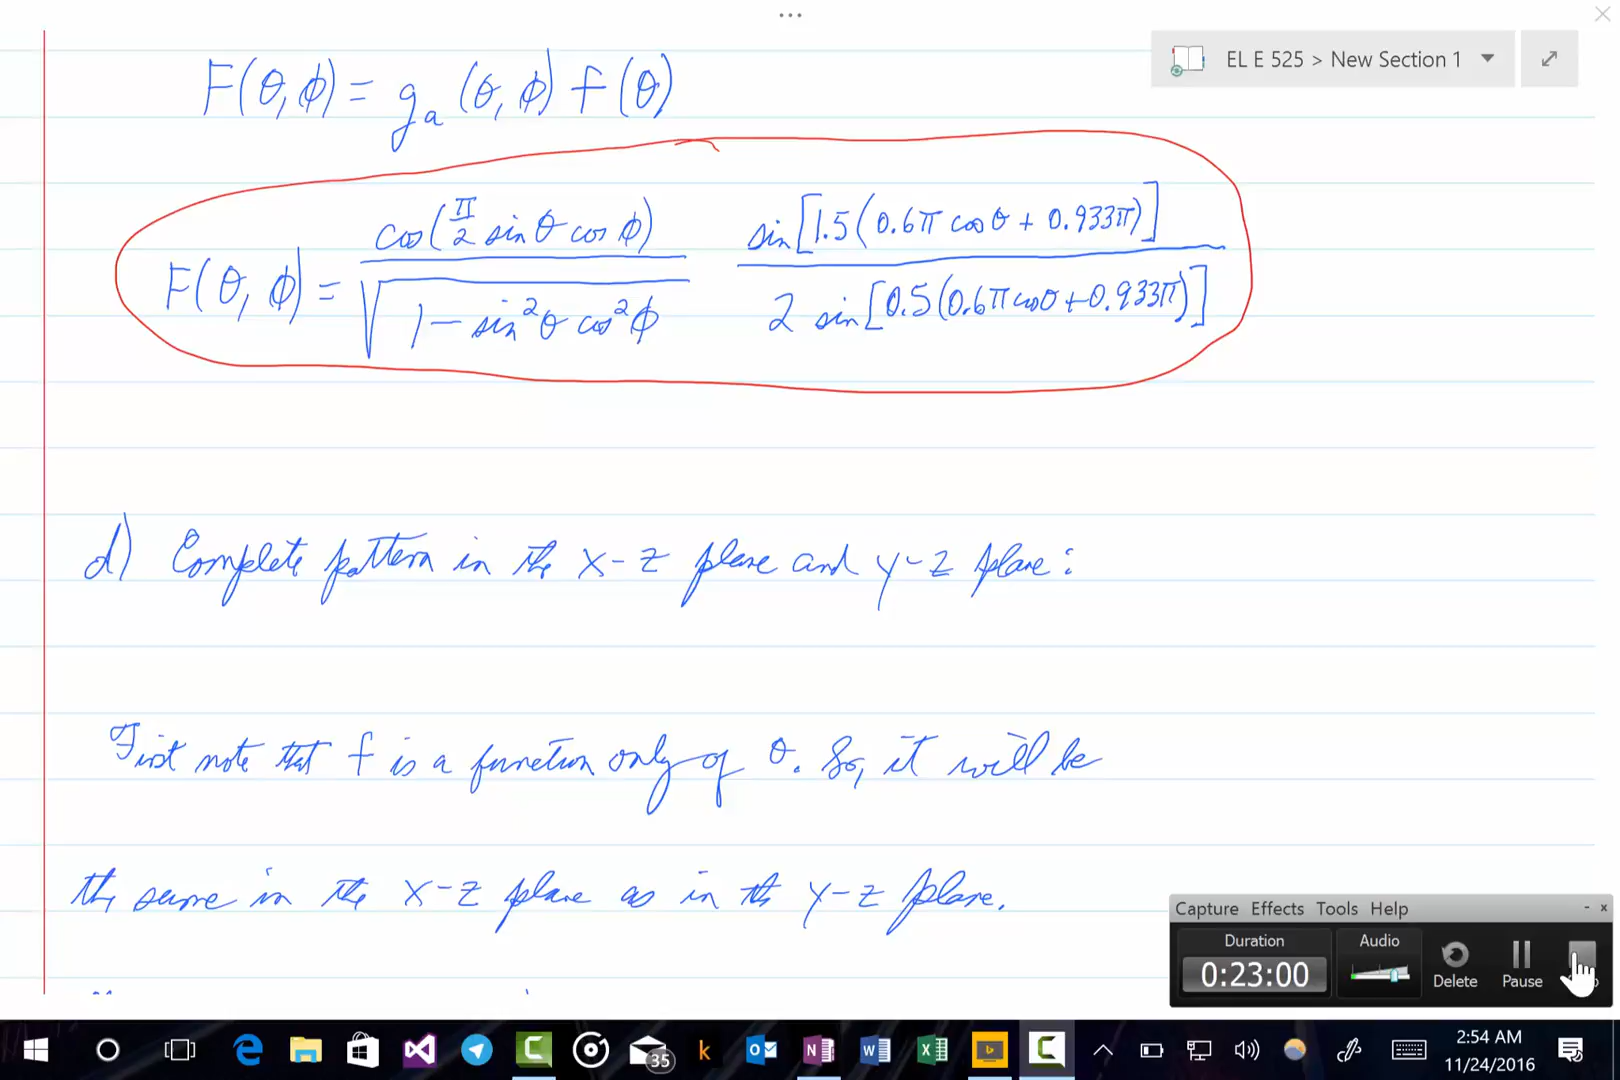 ...
EL E 525 > New Section 1
F(θ, ϕ) = gₐ (θ, ϕ) f(θ)
F(θ, ϕ) = cos(π/2 sin θ cos ϕ) / √(1 - sin²θ cos²ϕ) sin[1.5(0.6π cos θ + 0.933π)] / 2 sin[0.5(0.6π cos θ + 0.933π)]
d) Complete pattern in the x-z plane and y-z plane:
First note that f is a function only of θ. So, it will be
the same in the x-z plane as in the y-z plane.
Capture Effects Tools Help
Duration
Audio
0:23:00
Delete
Pause
35
2:54 AM
11/24/2016